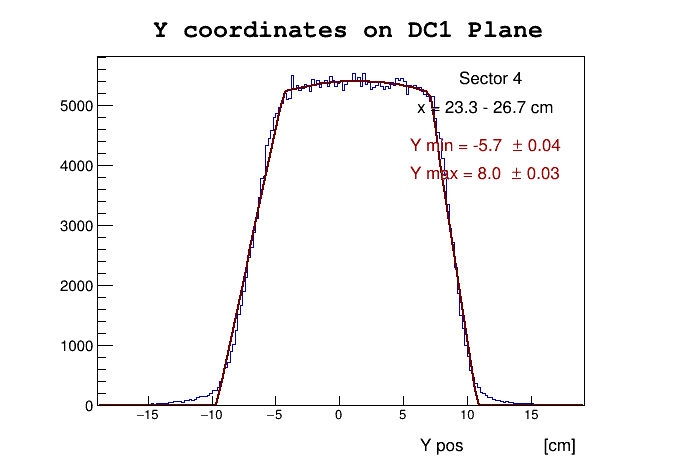 Y coordinates on DC1 Plane
Sector 4
x = 23.3 - 26.7 cm
Y min = -5.7 ± 0.04
Y max = 8.0 ± 0.03
5000
4000
3000
2000
1000
0
−15 −10 −5 0 5 10 15
Y pos [cm]